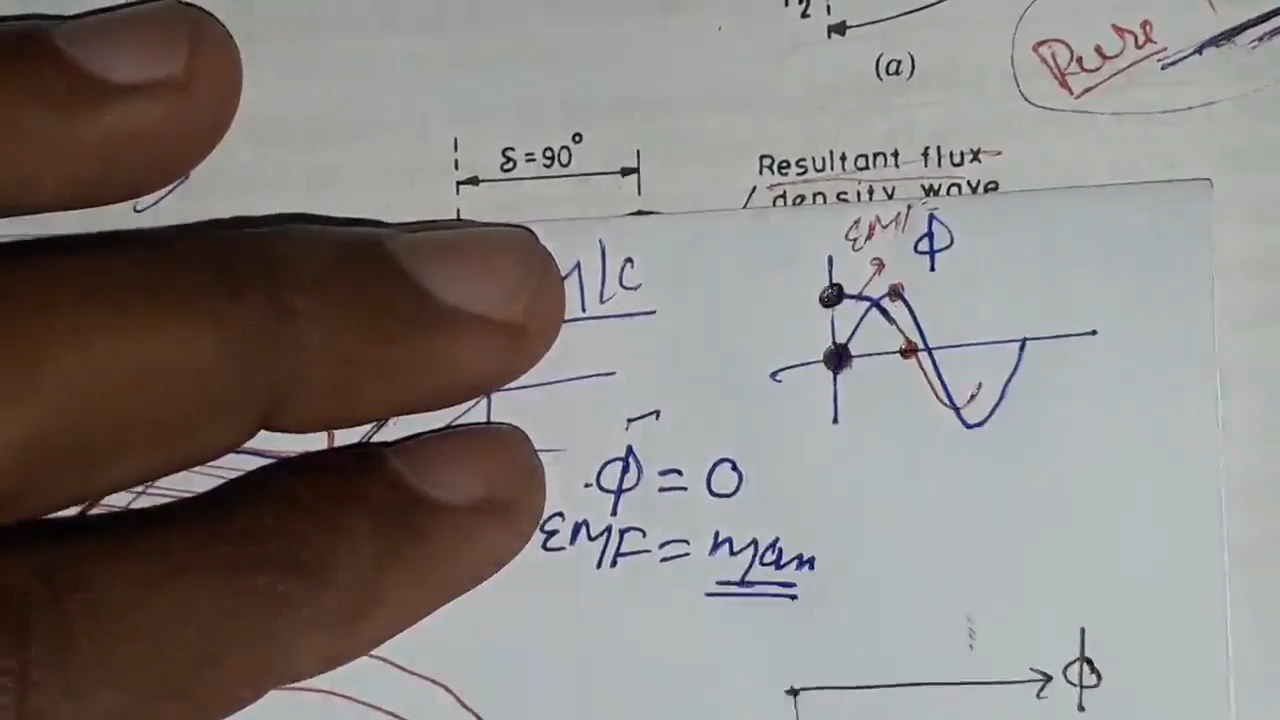 (a)
Pure
δ=90°
Resultant flux
density wave
EMF
ϕ
M/C
ϕ = 0
EMF = max
ϕ